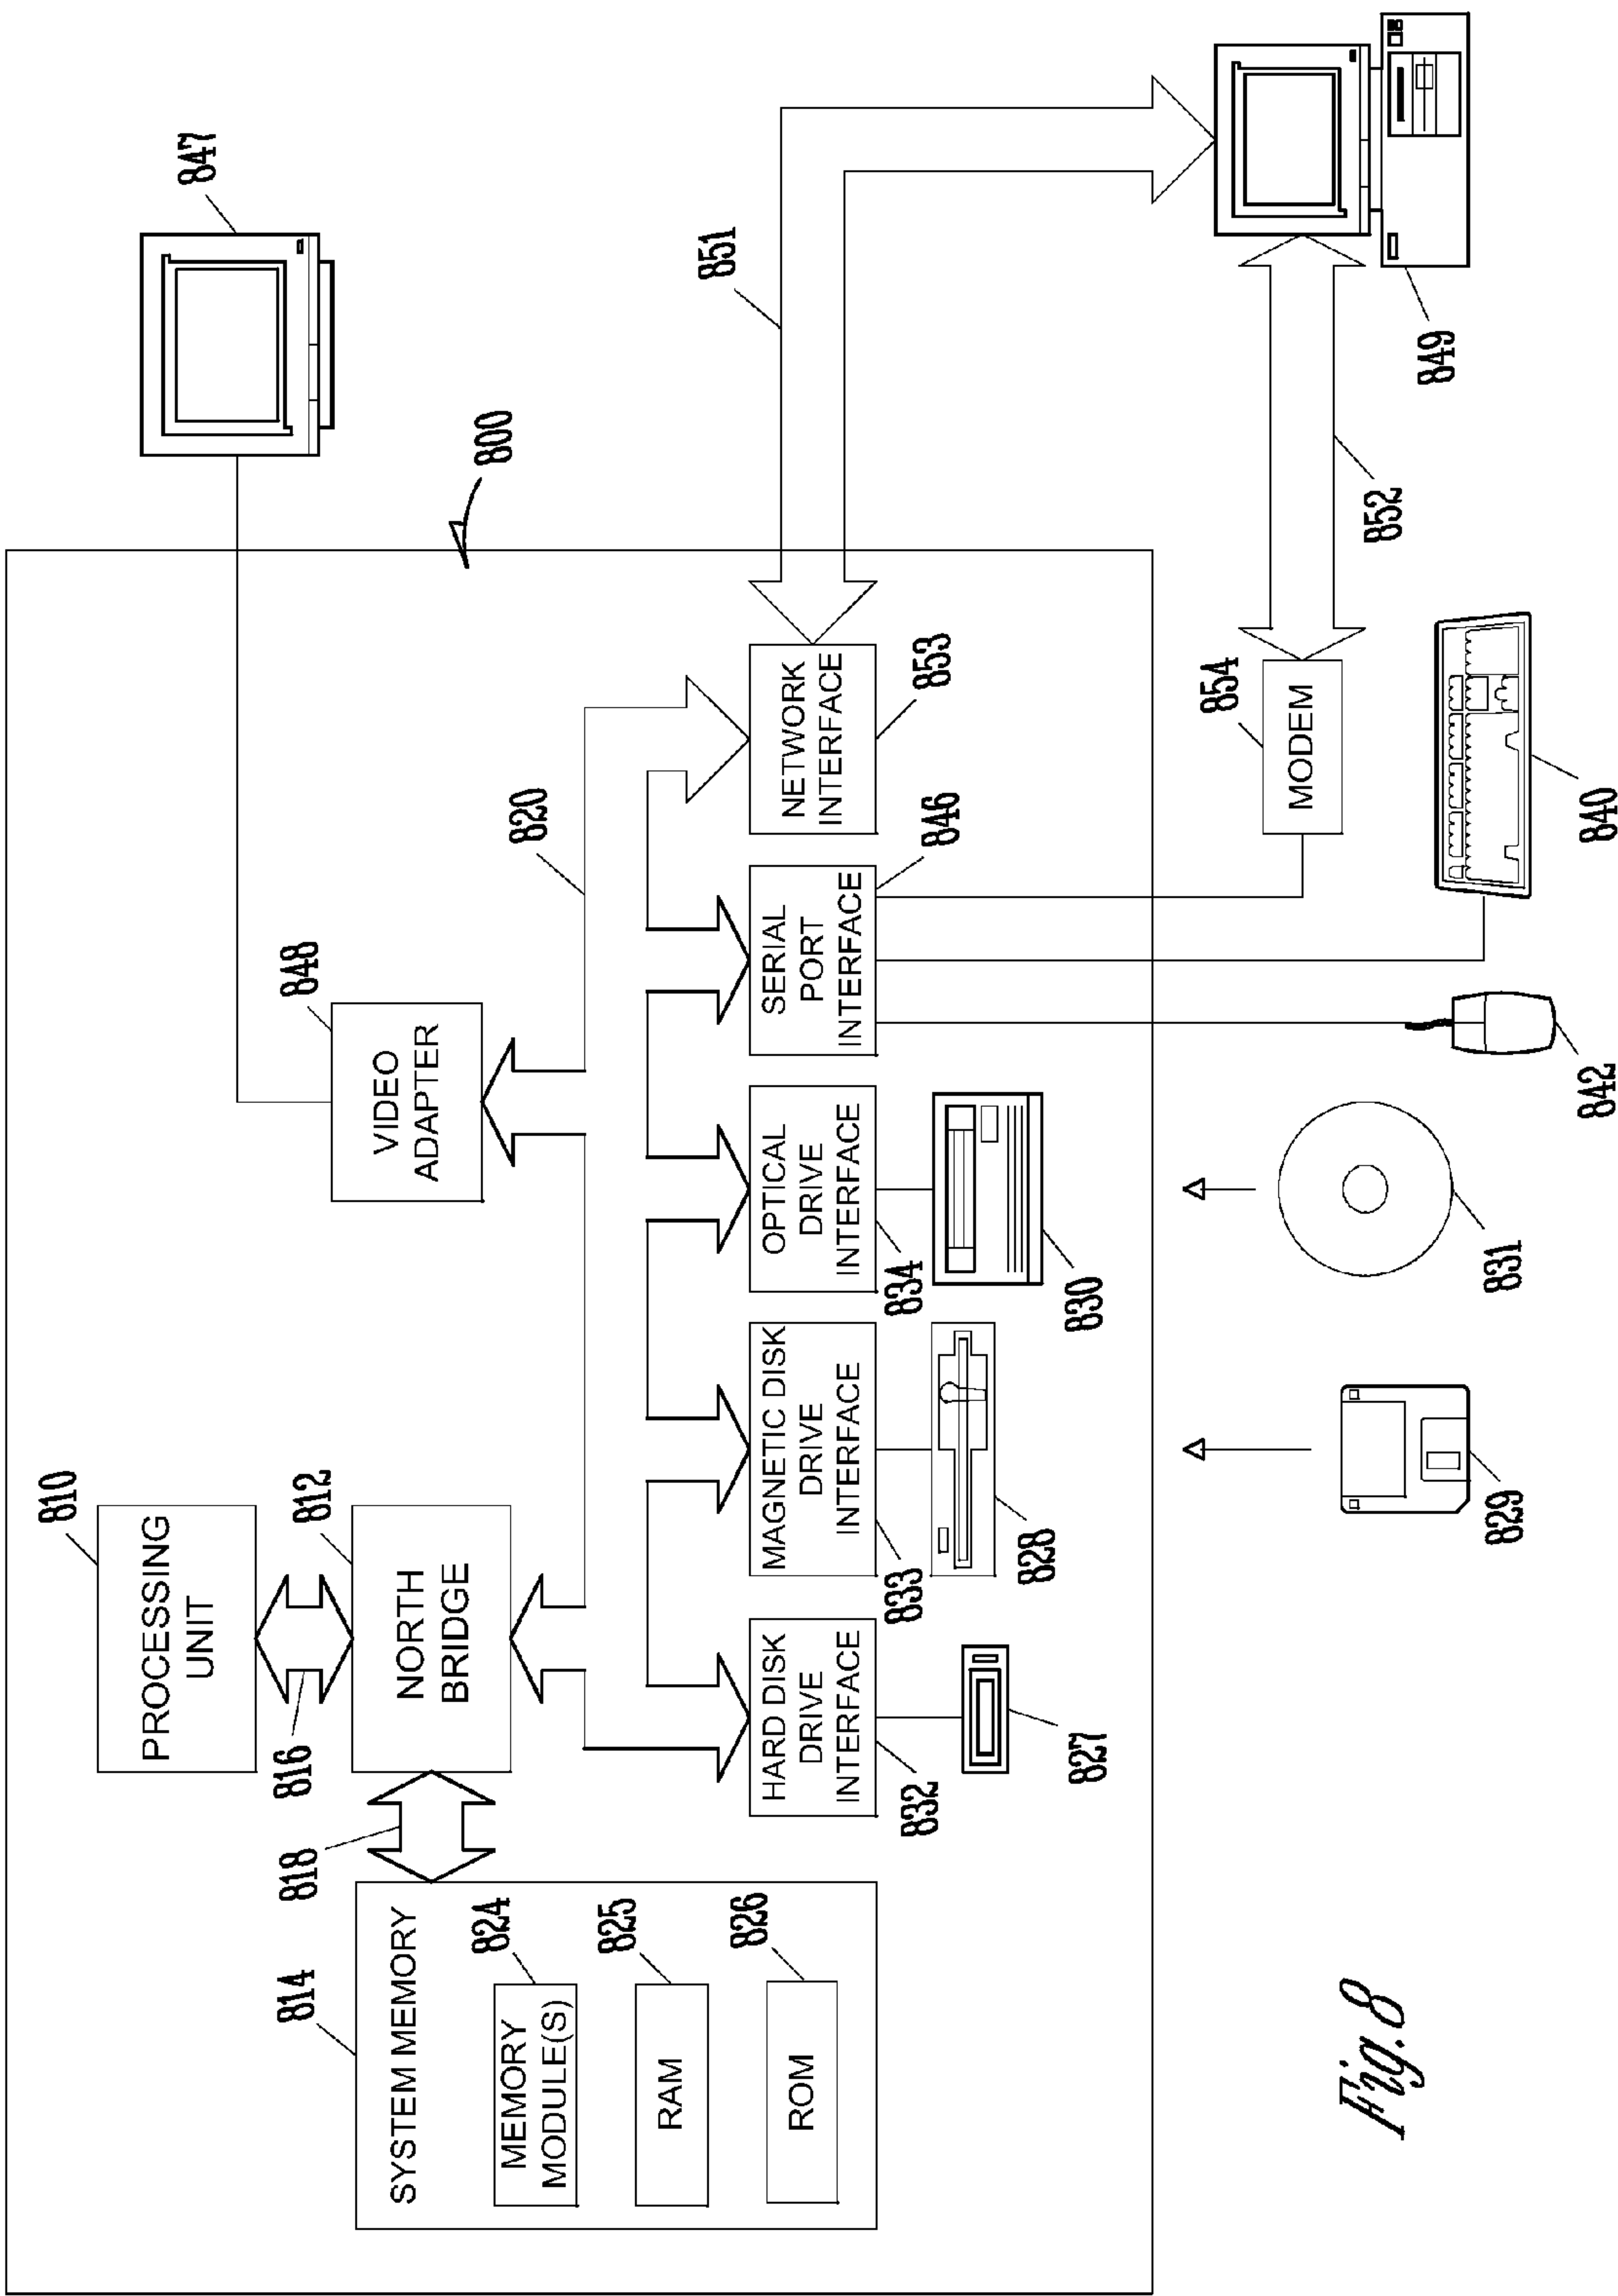 810
PROCESSING
UNIT
847
816
812
NORTH
BRIDGE
848
VIDEO
ADAPTER
800
814
818
SYSTEM MEMORY
824
MEMORY
MODULE(S)
825
RAM
826
ROM
820
851
HARD DISK
DRIVE
INTERFACE
MAGNETIC DISK
DRIVE
INTERFACE
OPTICAL
DRIVE
INTERFACE
SERIAL
PORT
INTERFACE
NETWORK
INTERFACE
832
833
834
846
853
827
828
830
854
MODEM
852
849
829
831
842
840
Fig. 8